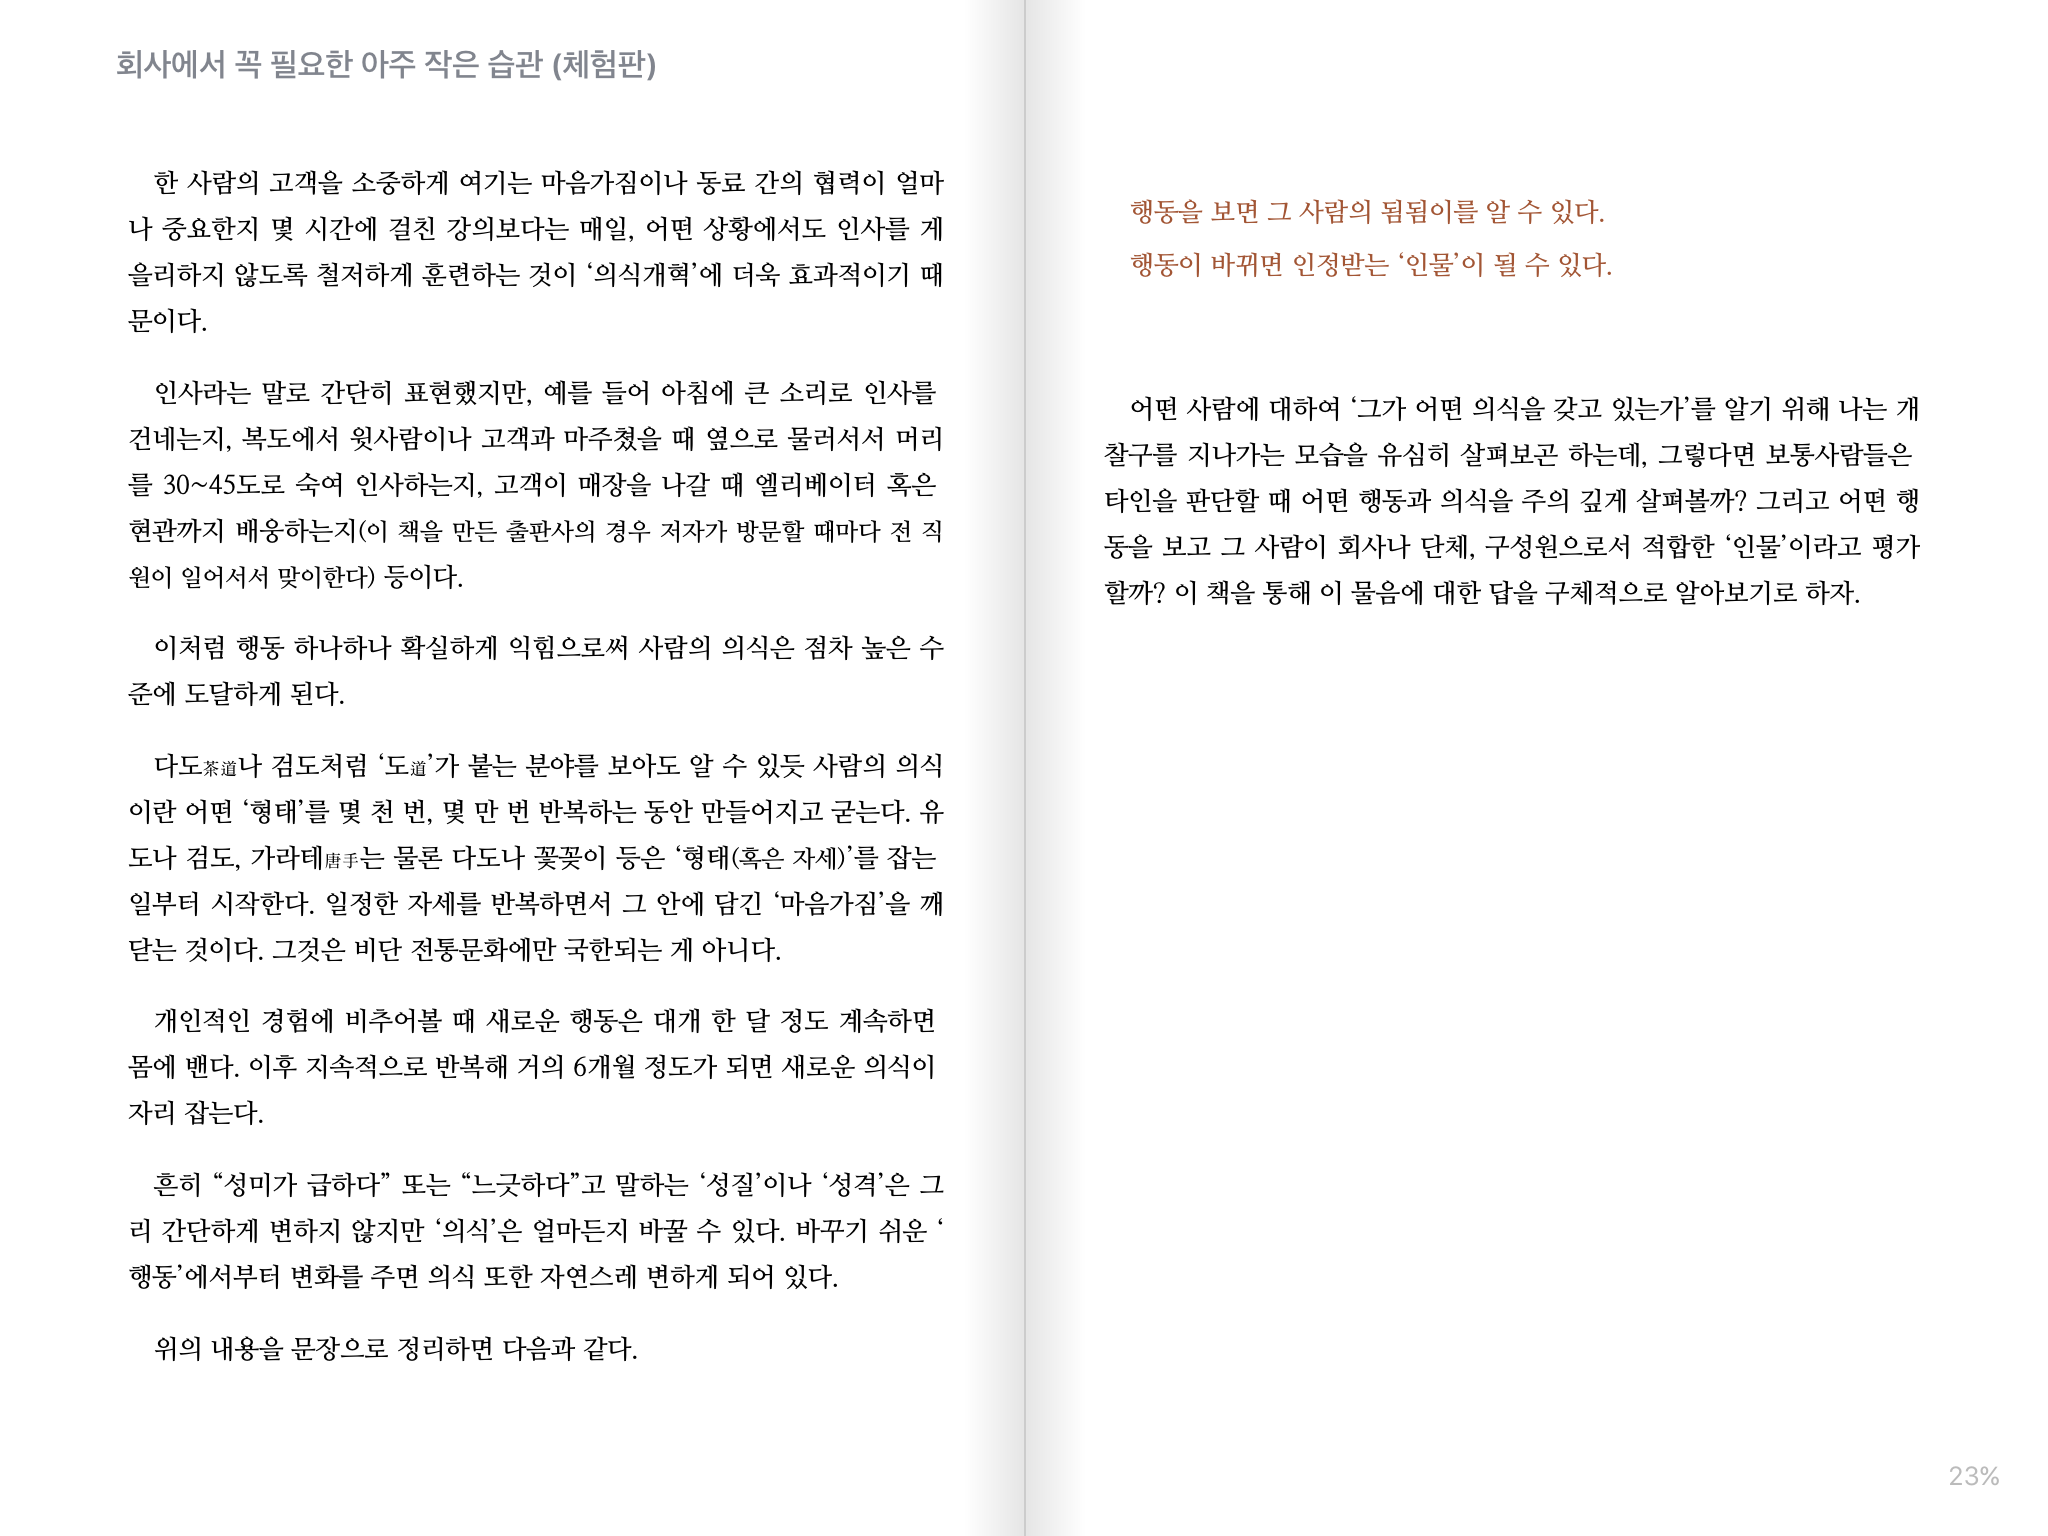 회사에서 꼭 필요한 아주 작은 습관 (체험판)
한 사람의 고객을 소중하게 여기는 마음가짐이나 동료 간의 협력이 얼마
나 중요한지 몇 시간에 걸친 강의보다는 매일, 어떤 상황에서도 인사를 게
을리하지 않도록 철저하게 훈련하는 것이 ‘의식개혁’에 더욱 효과적이기 때
문이다.
인사라는 말로 간단히 표현했지만, 예를 들어 아침에 큰 소리로 인사를
건네는지, 복도에서 윗사람이나 고객과 마주쳤을 때 옆으로 물러서서 머리
를 30~45도로 숙여 인사하는지, 고객이 매장을 나갈 때 엘리베이터 혹은
현관까지 배웅하는지(이 책을 만든 출판사의 경우 저자가 방문할 때마다 전 직
원이 일어서서 맞이한다) 등이다.
이처럼 행동 하나하나 확실하게 익힘으로써 사람의 의식은 점차 높은 수
준에 도달하게 된다.
다도茶道나 검도처럼 ‘도道’가 붙는 분야를 보아도 알 수 있듯 사람의 의식
이란 어떤 ‘형태’를 몇 천 번, 몇 만 번 반복하는 동안 만들어지고 굳는다. 유
도나 검도, 가라테唐手는 물론 다도나 꽃꽂이 등은 ‘형태(혹은 자세)’를 잡는
일부터 시작한다. 일정한 자세를 반복하면서 그 안에 담긴 ‘마음가짐’을 깨
닫는 것이다. 그것은 비단 전통문화에만 국한되는 게 아니다.
개인적인 경험에 비추어볼 때 새로운 행동은 대개 한 달 정도 계속하면
몸에 밴다. 이후 지속적으로 반복해 거의 6개월 정도가 되면 새로운 의식이
자리 잡는다.
흔히 “성미가 급하다” 또는 “느긋하다”고 말하는 ‘성질’이나 ‘성격’은 그
리 간단하게 변하지 않지만 ‘의식’은 얼마든지 바꿀 수 있다. 바꾸기 쉬운 ‘
행동’에서부터 변화를 주면 의식 또한 자연스레 변하게 되어 있다.
위의 내용을 문장으로 정리하면 다음과 같다.
행동을 보면 그 사람의 됨됨이를 알 수 있다.
행동이 바뀌면 인정받는 ‘인물’이 될 수 있다.
어떤 사람에 대하여 ‘그가 어떤 의식을 갖고 있는가’를 알기 위해 나는 개
찰구를 지나가는 모습을 유심히 살펴보곤 하는데, 그렇다면 보통사람들은
타인을 판단할 때 어떤 행동과 의식을 주의 깊게 살펴볼까? 그리고 어떤 행
동을 보고 그 사람이 회사나 단체, 구성원으로서 적합한 ‘인물’이라고 평가
할까? 이 책을 통해 이 물음에 대한 답을 구체적으로 알아보기로 하자.
23%